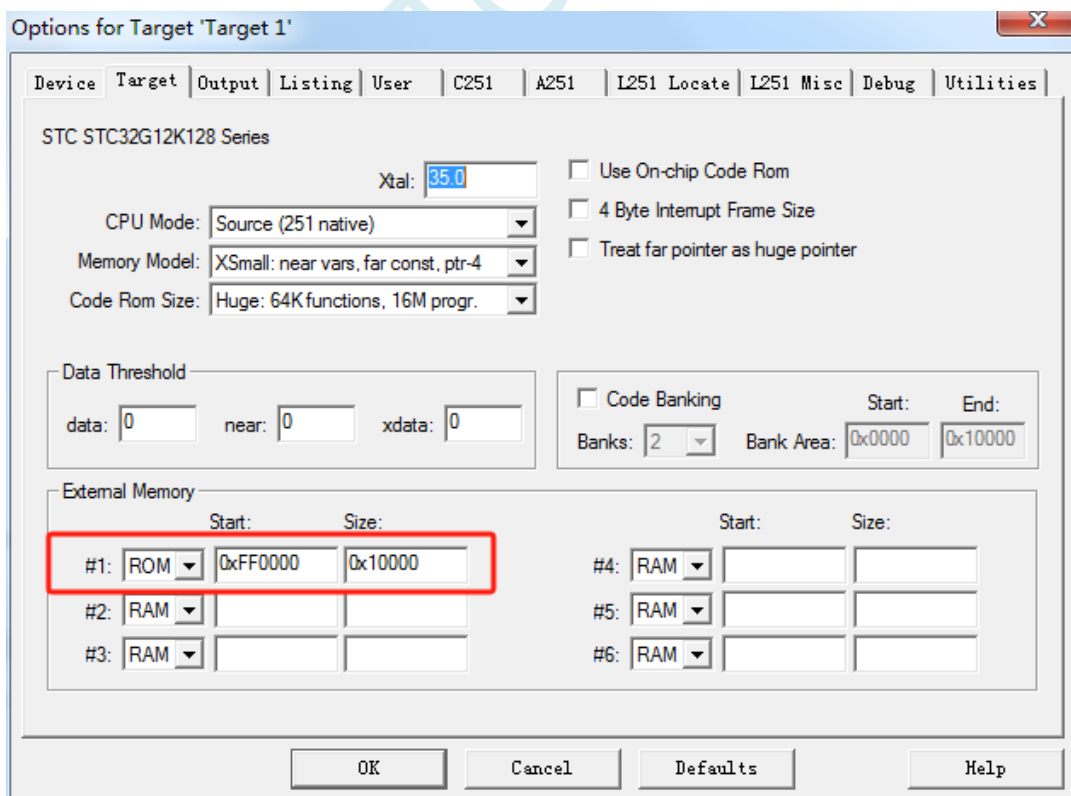 Options for Target 'Target 1'
Device Target Output Listing User C251 A251 L251 Locate L251 Misc Debug Utilities
STC STC32G12K128 Series
Xtal: 35.0
Use On-chip Code Rom
CPU Mode: Source (251 native)
4 Byte Interrupt Frame Size
Memory Model: XSmall: near vars, far const, ptr-4
Treat far pointer as huge pointer
Code Rom Size: Huge: 64K functions, 16M progr.
Data Threshold
data: 0 near: 0 xdata: 0
Code Banking Start: End:
Banks: 2 Bank Area: 0x0000 0x10000
External Memory
Start: Size: Start: Size:
#1: ROM 0xFF0000 0x10000 #4: RAM
#2: RAM #5: RAM
#3: RAM #6: RAM
OK Cancel Defaults Help